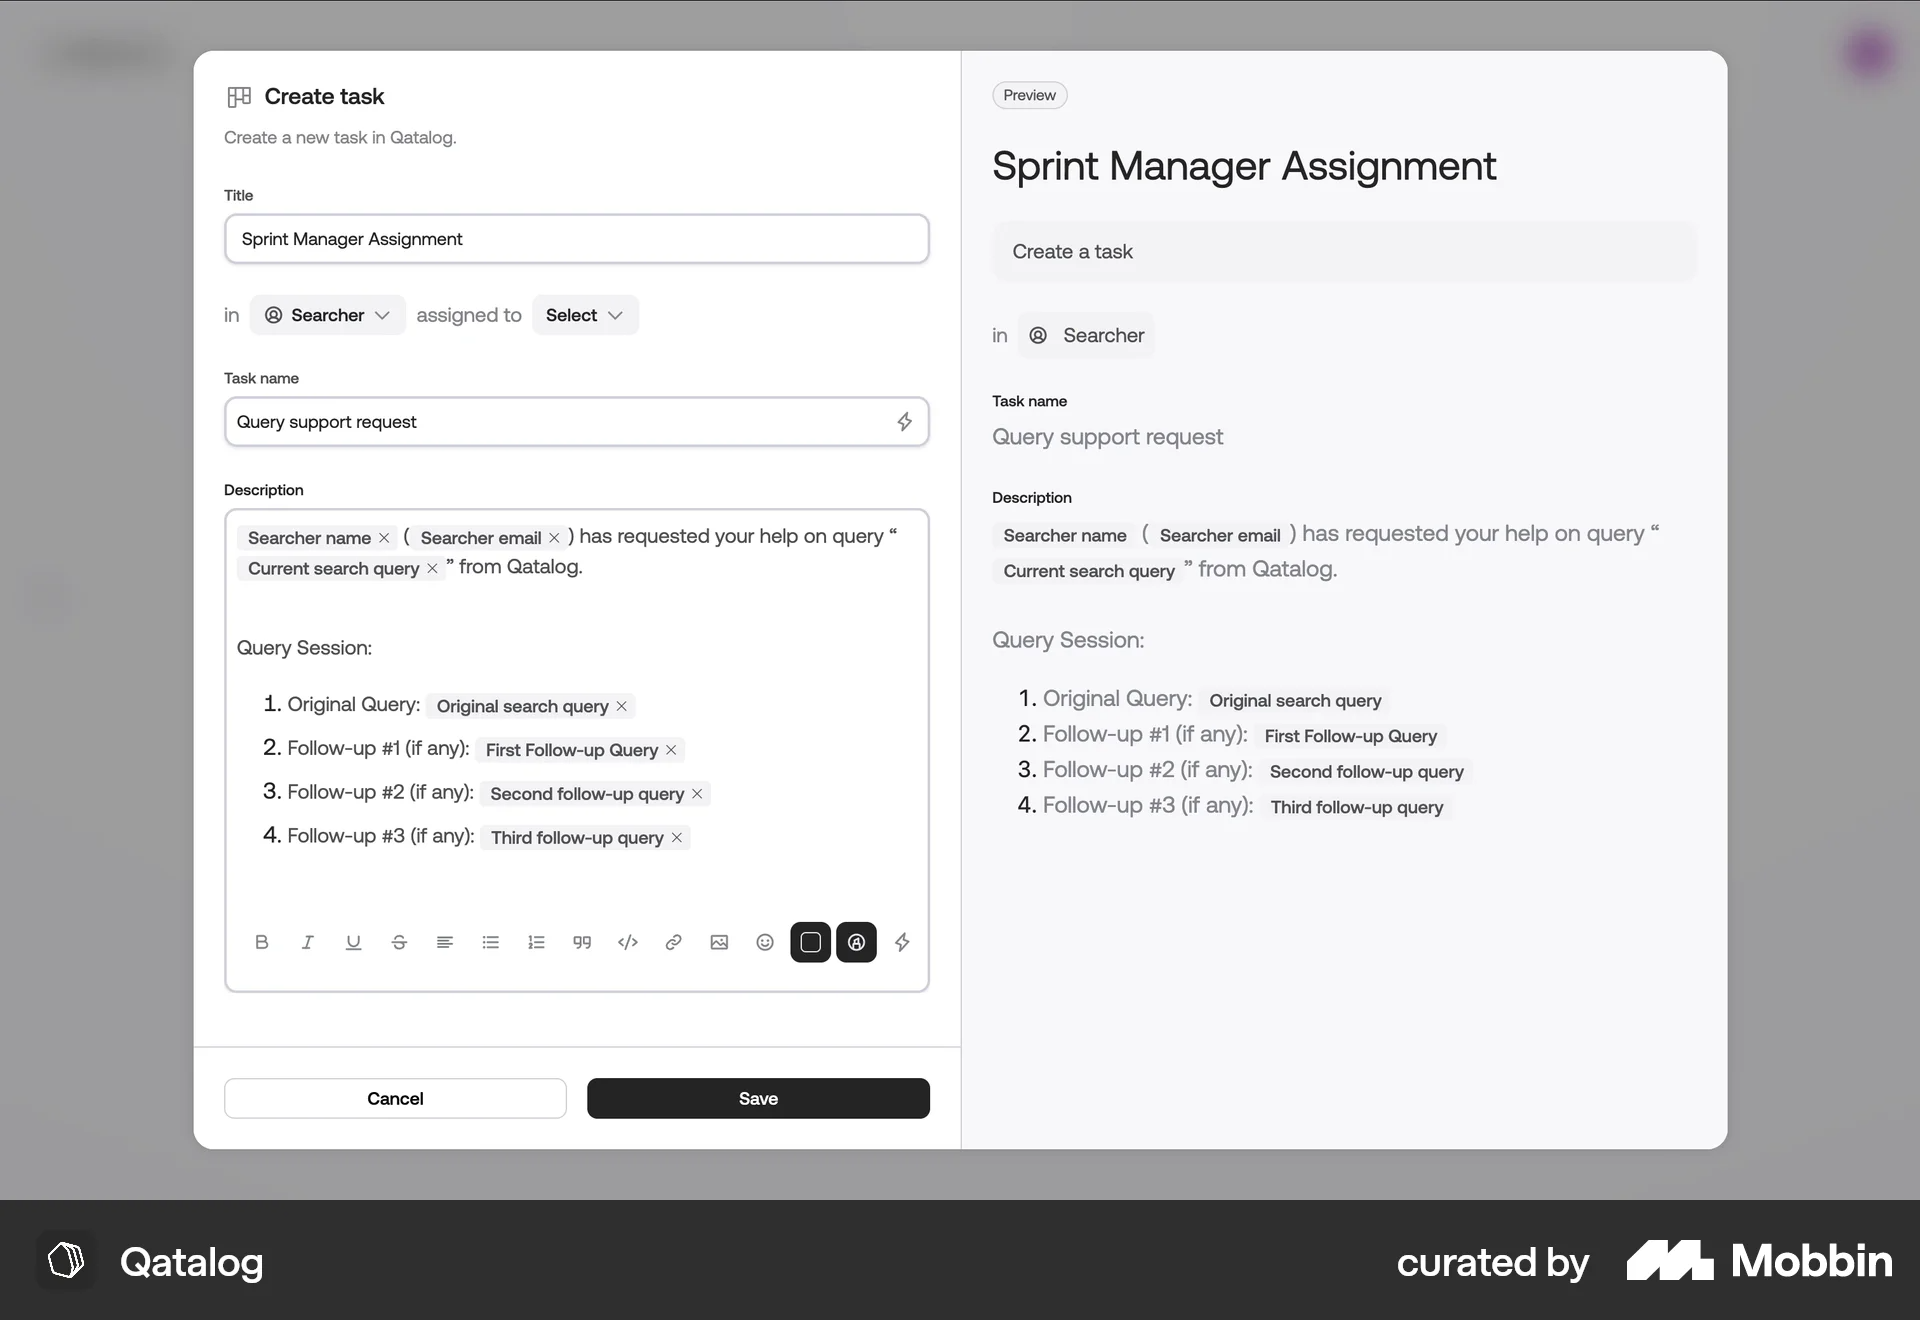 Create task
Create a new task in Qatalog.
Title
Sprint Manager Assignment
in Searcher assigned to Select
Task name
Query support request
Description
Searcher name × ( Searcher email × ) has requested your help on query “
Current search query × ” from Qatalog.
Query Session:
1. Original Query: Original search query ×
2. Follow-up #1 (if any): First Follow-up Query ×
3. Follow-up #2 (if any): Second follow-up query ×
4. Follow-up #3 (if any): Third follow-up query ×
Cancel Save
Preview
Sprint Manager Assignment
Create a task
in Searcher
Task name
Query support request
Description
Searcher name ( Searcher email ) has requested your help on query “
Current search query ” from Qatalog.
Query Session:
1. Original Query: Original search query
2. Follow-up #1 (if any): First Follow-up Query
3. Follow-up #2 (if any): Second follow-up query
4. Follow-up #3 (if any): Third follow-up query
Qatalog
curated by Mobbin